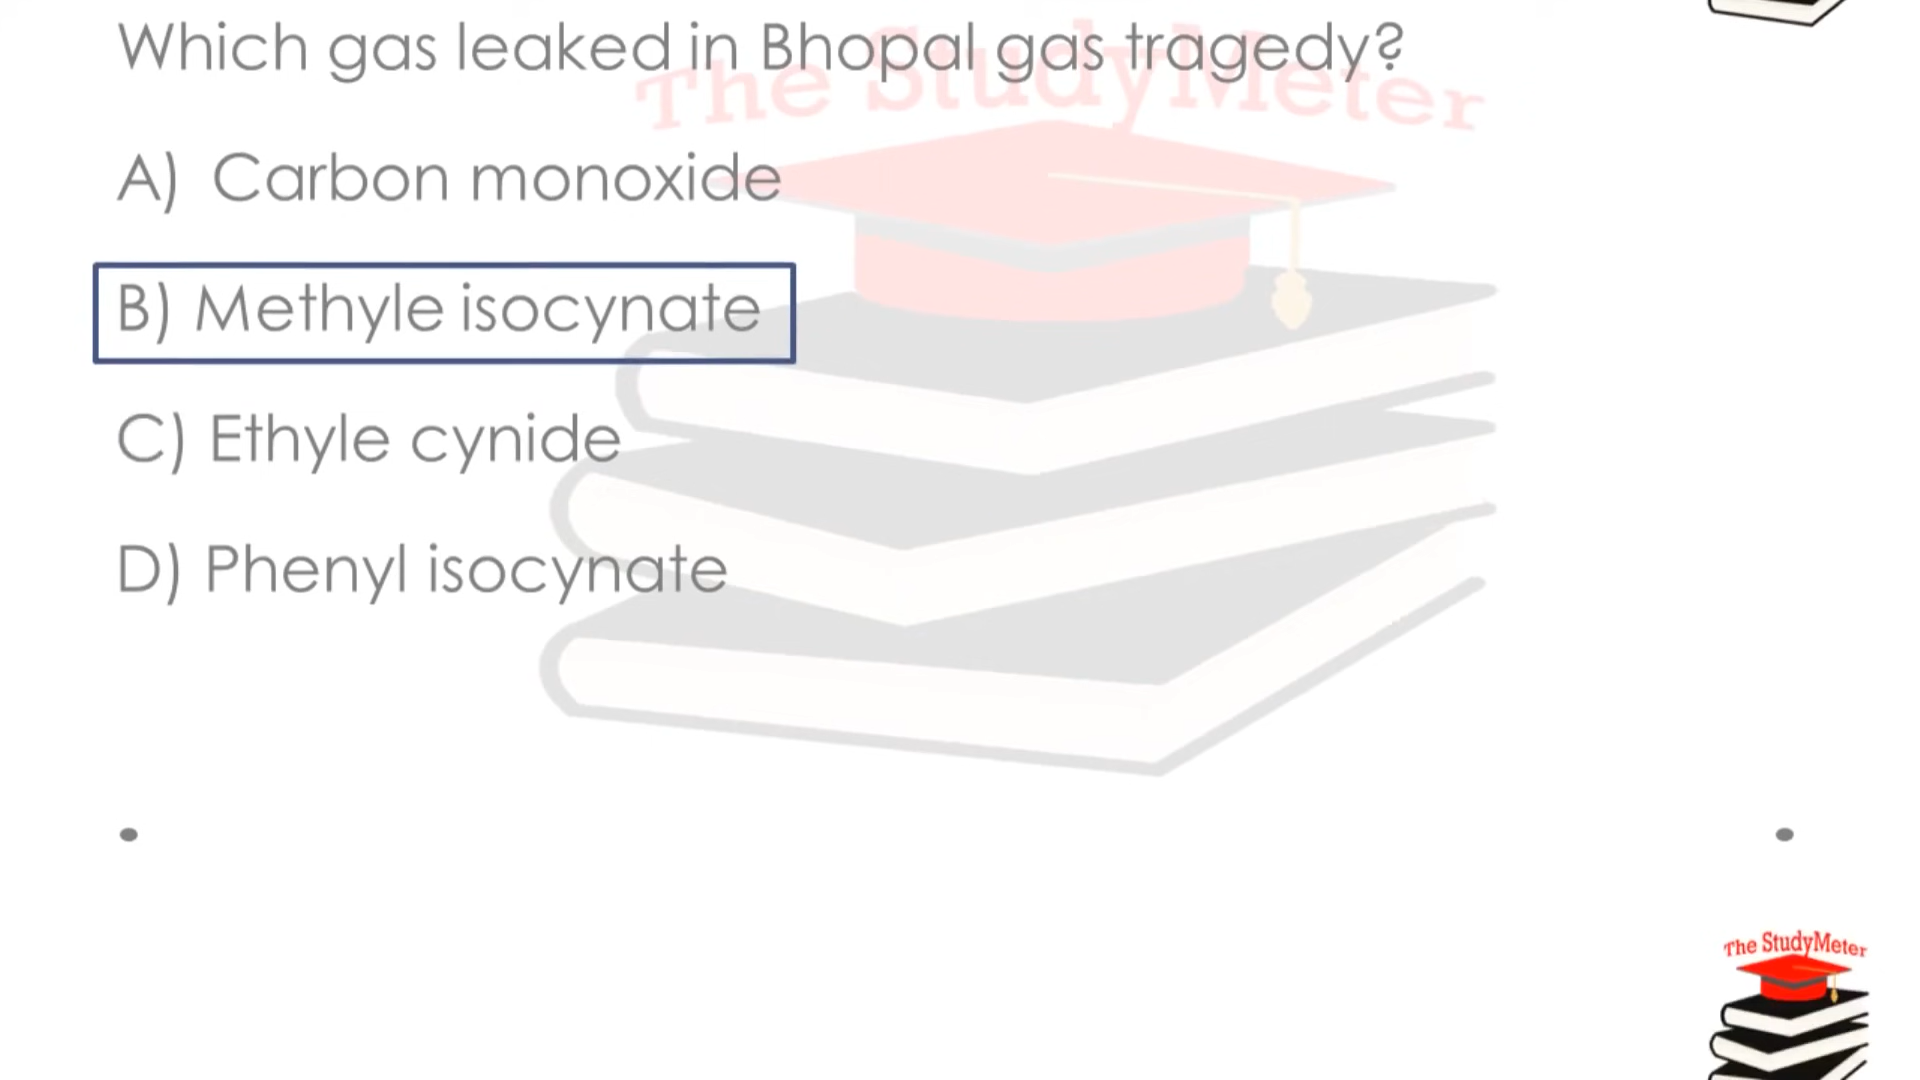 Which gas leaked in Bhopal gas tragedy?
The StudyMeter
A) Carbon monoxide
B) Methyle isocynate
C) Ethyle cynide
D) Phenyl isocynate
The StudyMeter